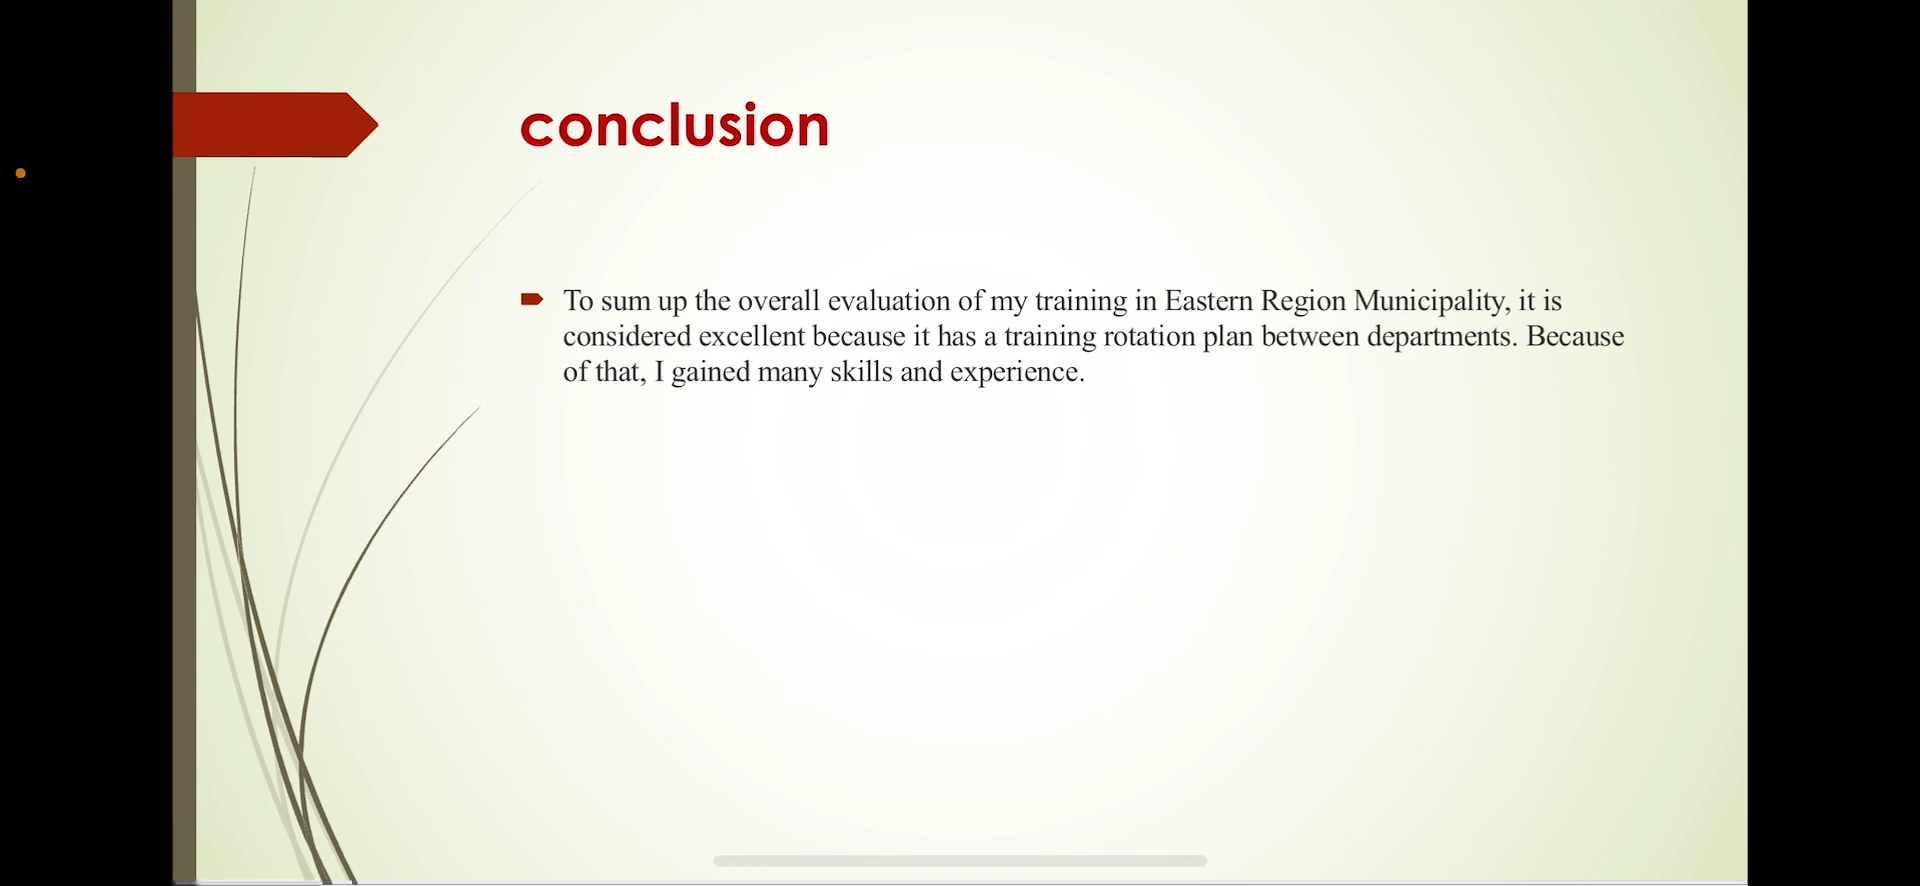 conclusion
To sum up the overall evaluation of my training in Eastern Region Municipality, it is
considered excellent because it has a training rotation plan between departments. Because
of that, I gained many skills and experience.